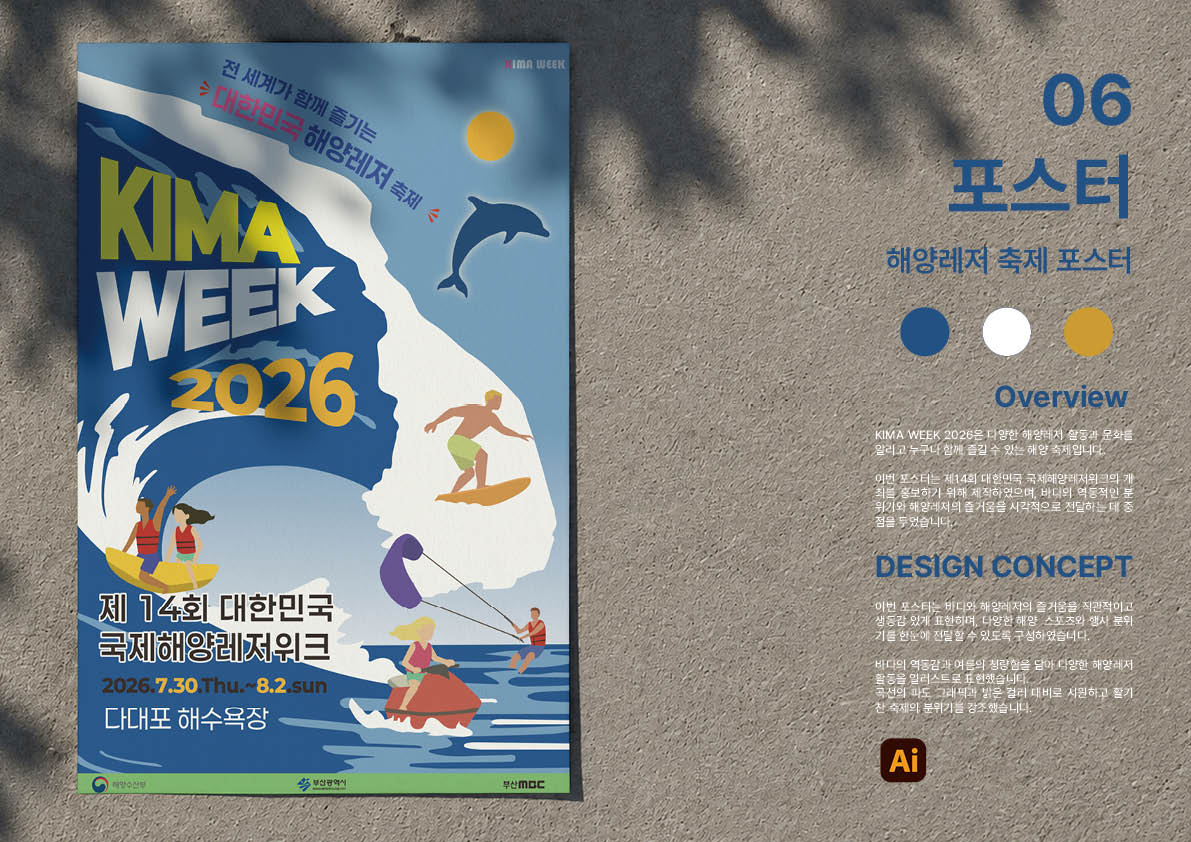 KIMA WEEK
전 세계가 함께 즐기는
대한민국 해양레저 축제
KIMA
WEEK
2026
제 14회 대한민국
국제해양레저위크
2026.7.30.Thu.~8.2.sun
다대포 해수욕장
해양수산부
부산광역시
부산MBC
06
포스터
해양레저 축제 포스터
Overview
KIMA WEEK 2026은 다양한 해양레저 활동과 문화를
알리고 누구나 함께 즐길 수 있는 해양 축제입니다.
이번 포스터는 제14회 대한민국 국제해양레저위크의 개
최를 홍보하기 위해 제작하였으며, 바다의 역동적인 분
위기와 해양레저의 즐거움을 시각적으로 전달하는 데 중
점을 두었습니다.
DESIGN CONCEPT
이번 포스터는 바다와 해양레저의 즐거움을 직관적이고
생동감 있게 표현하며, 다양한 해양 스포츠와 행사 분위
기를 한눈에 전달할 수 있도록 구성하였습니다.
바다의 역동감과 여름의 청량함을 담아 다양한 해양레저
활동을 일러스트로 표현했습니다.
곡선의 파도 그래픽과 밝은 컬러 대비로 시원하고 활기
찬 축제의 분위기를 강조했습니다.
Ai